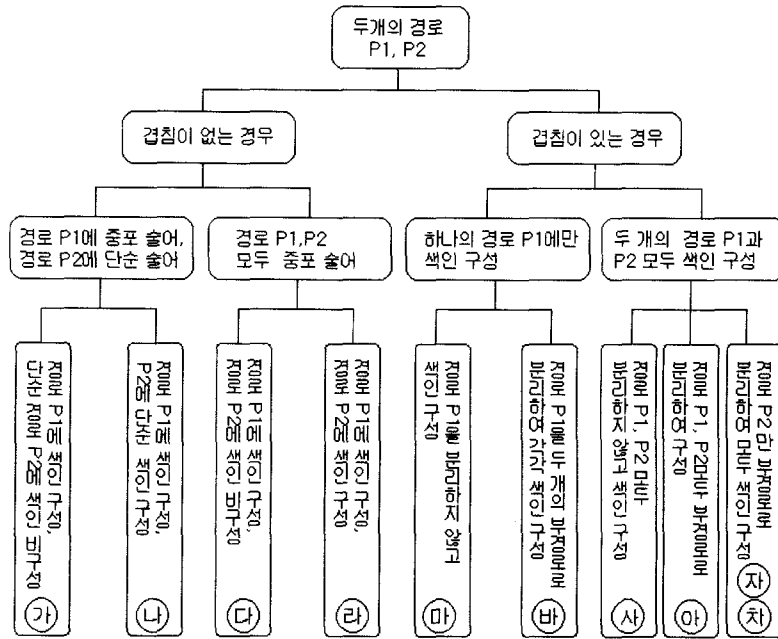 두개의 경로
P1, P2
겹침이 없는 경우
겹침이 있는 경우
경로 P1에 중포 술어,
경로 P2에 단순 술어
경로 P1,P2
모두 중포 술어
하나의 경로 P1에만
색인 구성
두 개의 경로 P1과
P2 모두 색인 구성
경로 P1에 색인 구성,
단순 경로 P2에 색인 비구성
가
경로 P1에 색인 구성,
P2에 단순 색인 구성
나
경로 P1에 색인 구성,
경로 P2에 색인 비구성
다
경로 P1에 색인 구성,
경로 P2에 색인 구성
라
경로 P1을 분리하지 않고
색인 구성
마
경로 P1을 두 개의 부경로로
분리하여 각각 색인 구성
바
경로 P1, P2 모두
분리하지 않고 색인 구성
사
경로 P1, P2모두 부경로로
분리하여 구성
아
경로 P2만 부경로로
분리하여 모두 색인 구성
자
차